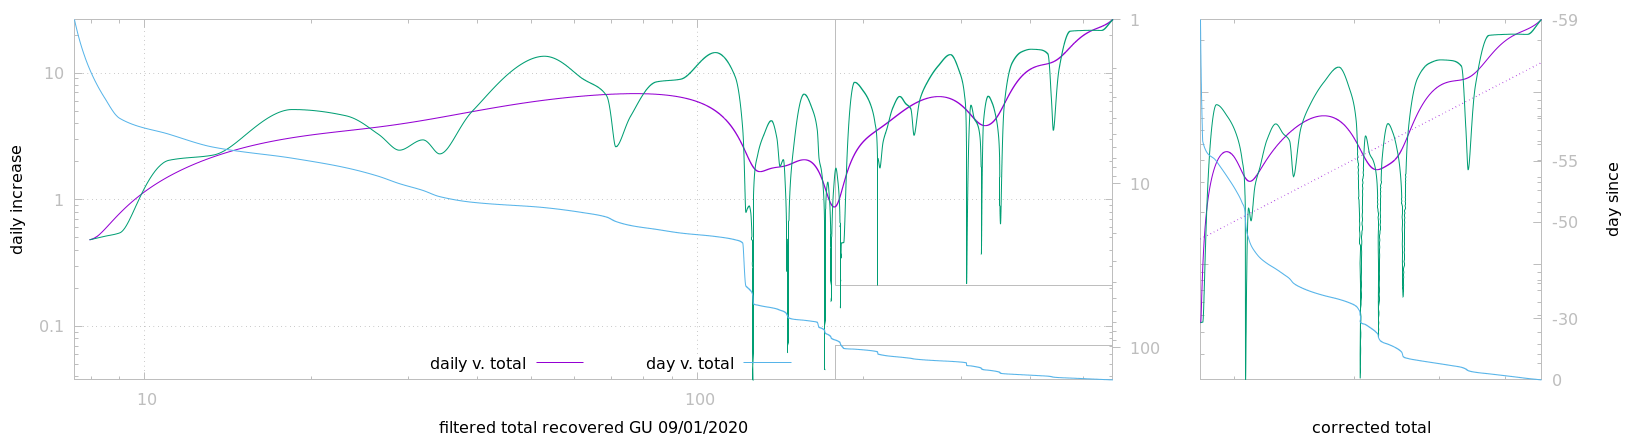 daily increase
10
1
0.1
daily v. total
day v. total
10
100
filtered total recovered GU 09/01/2020
1
10
100
-59
-55
-50
-30
0
day since
corrected total